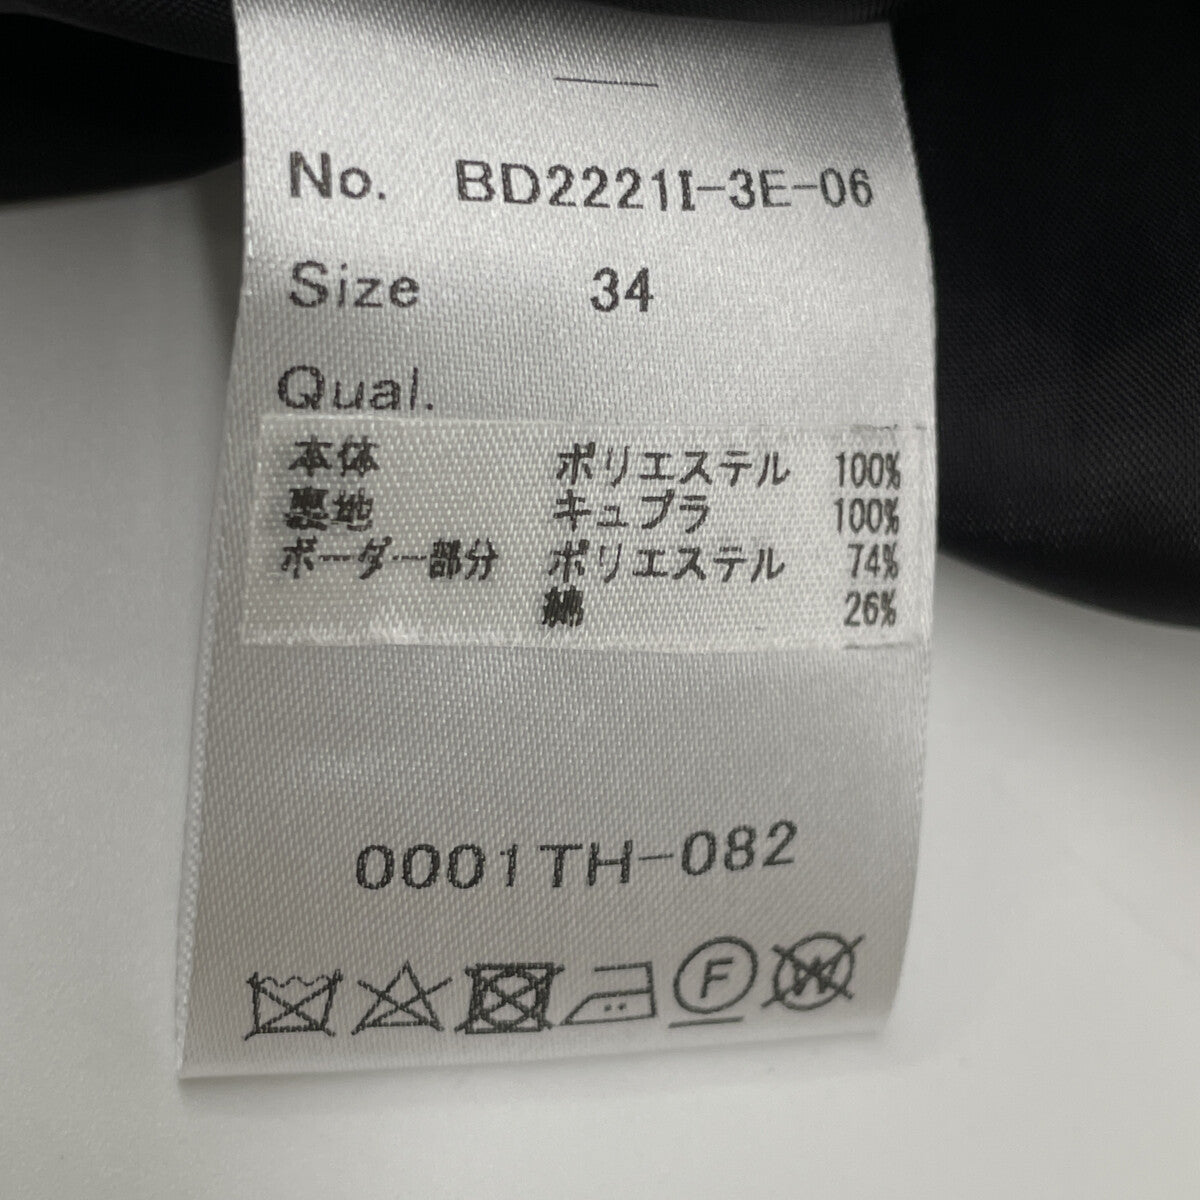 No. BD2221I-3E-06
Size 34
Qual.
本体 ポリエステル 100%
裏地 キュプラ 100%
ボーダー部分 ポリエステル 74%
綿 26%
0001TH-082
F W